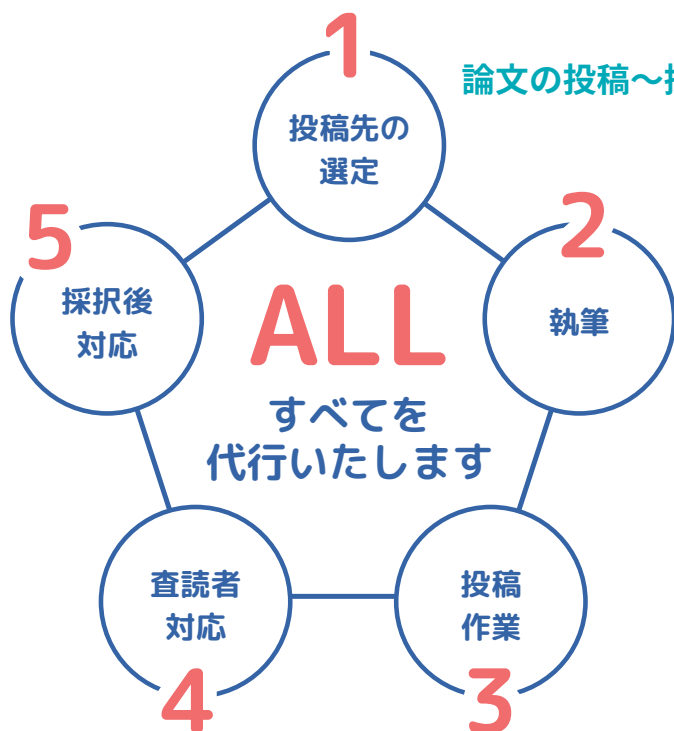 論文の投稿〜
1
投稿先の
選定
2
執筆
3
投稿
作業
4
査読者
対応
5
採択後
対応
ALL
すべてを
代行いたします